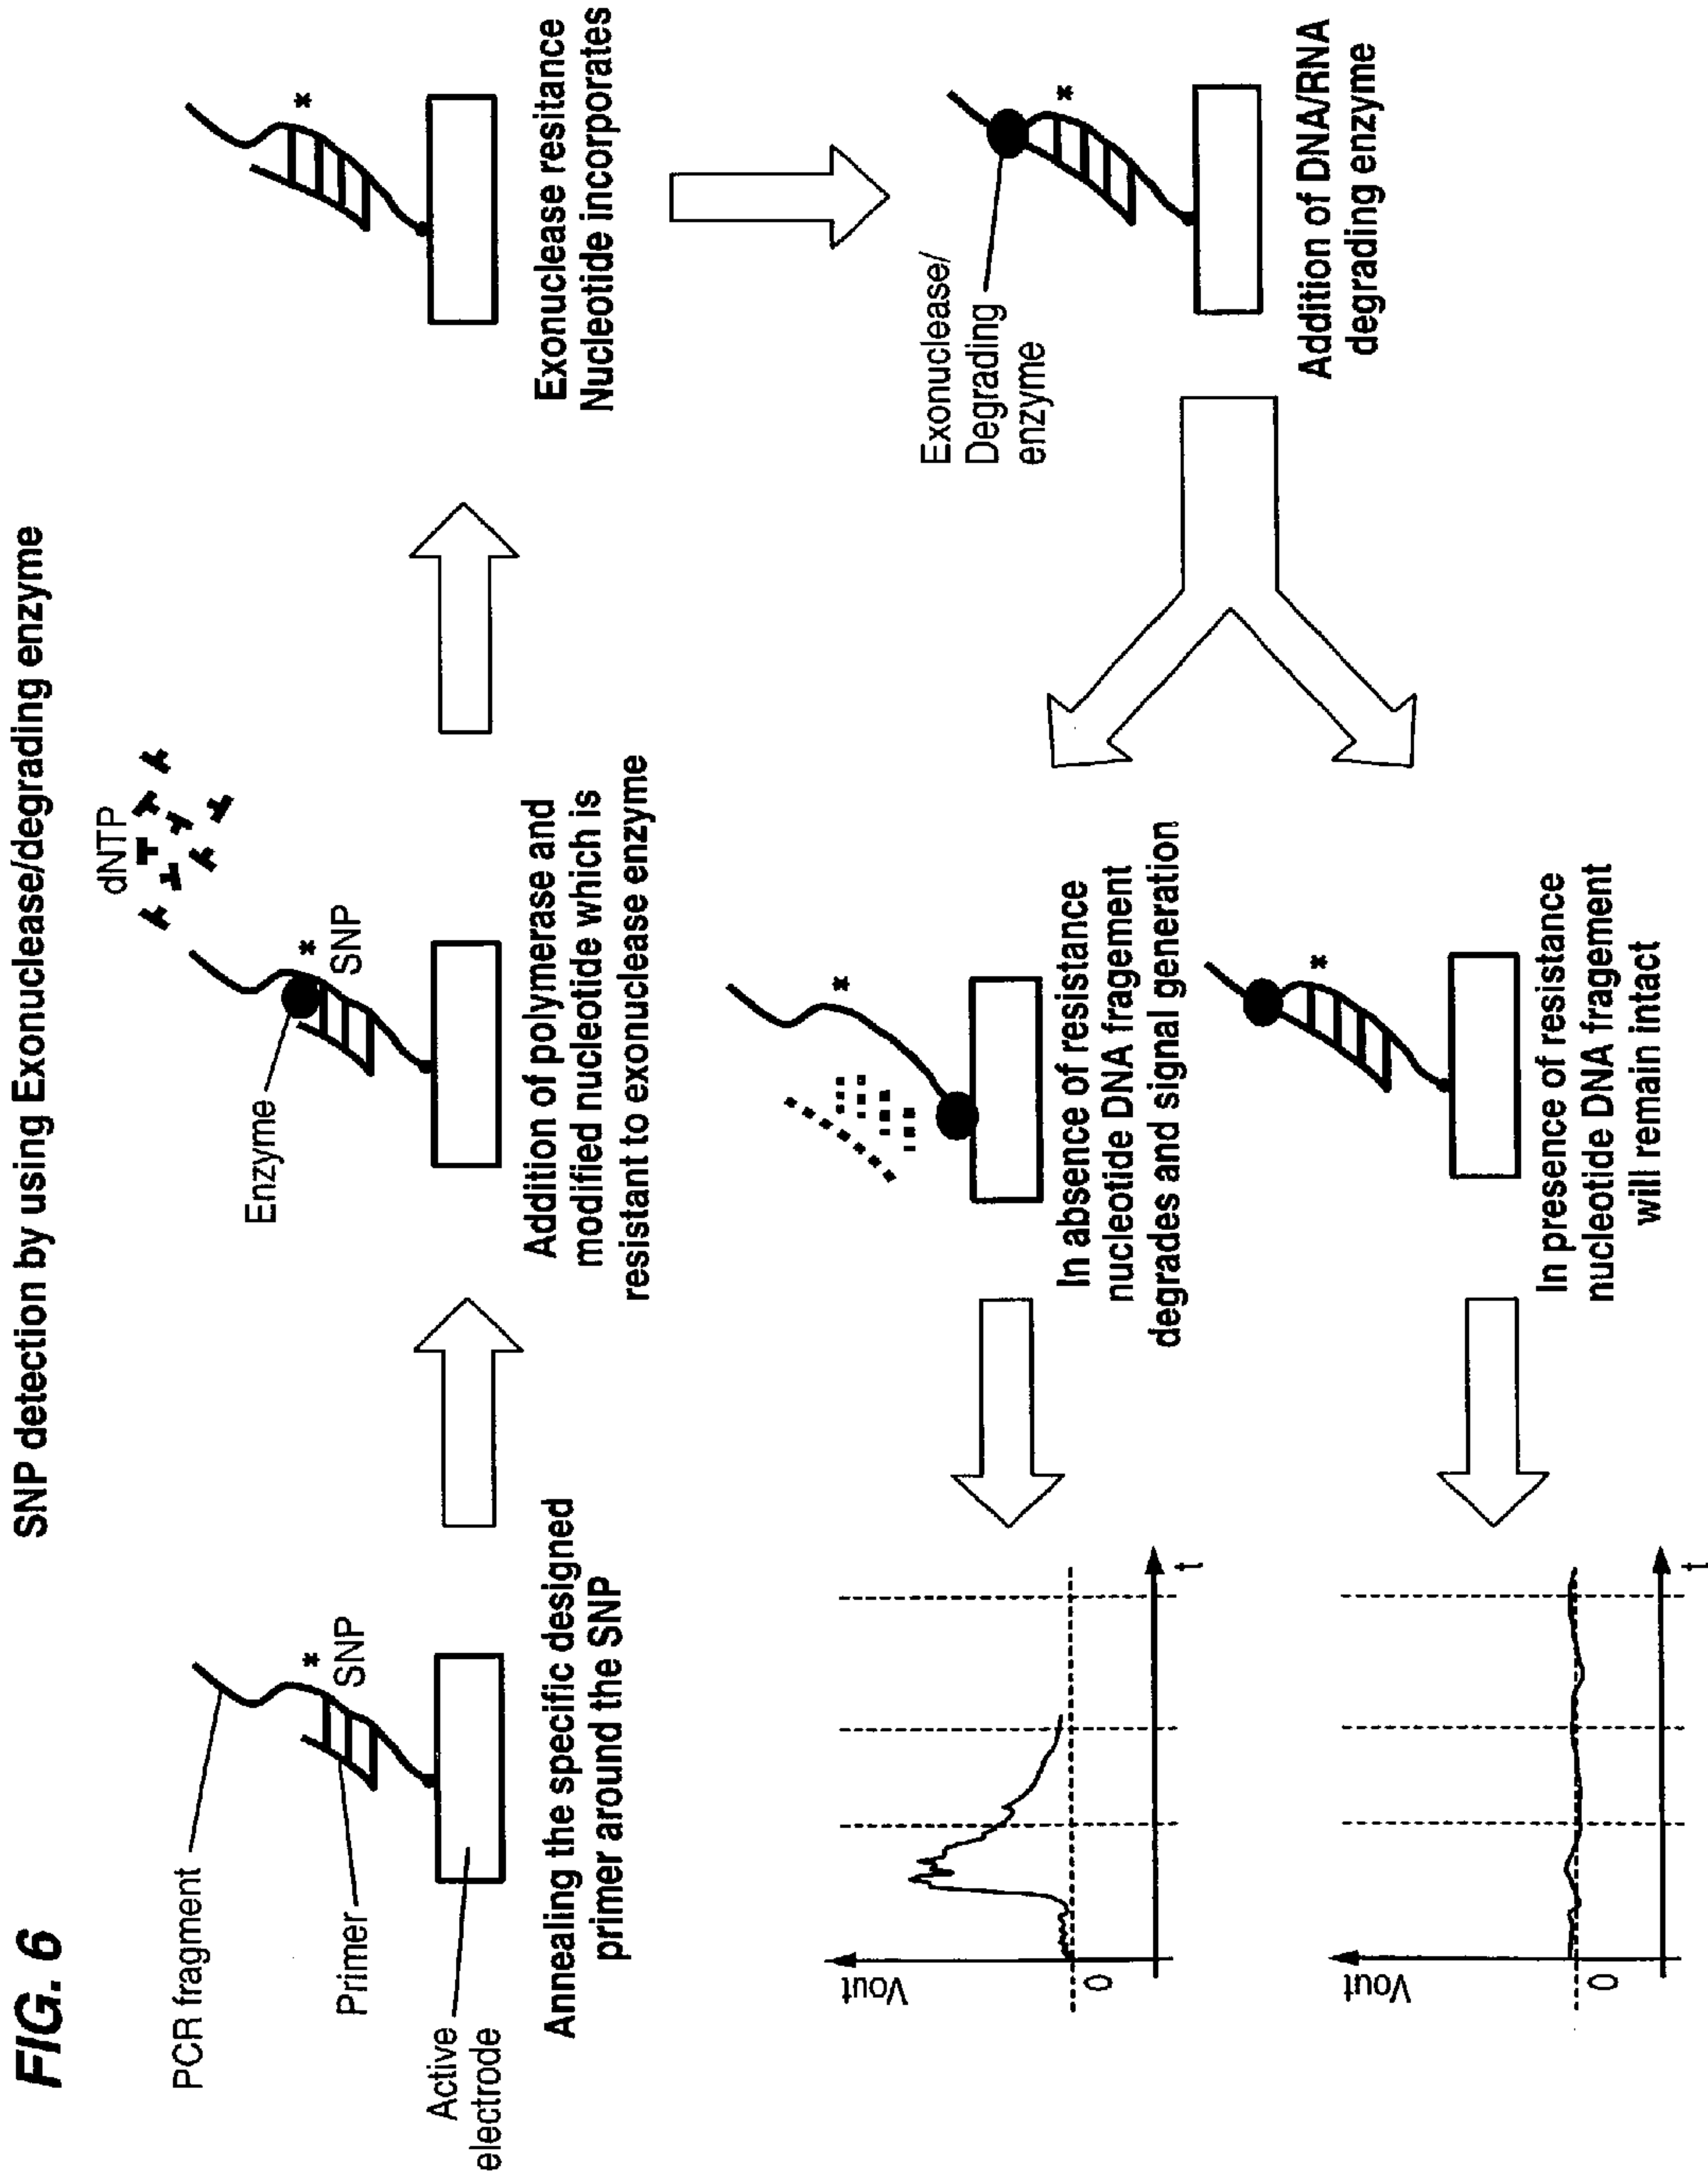 FIG. 6
SNP detection by using Exonuclease/degrading enzyme
PCR fragment
Primer
Active
electrode
*
SNP
Annealing the specific designed
primer around the SNP
Enzyme
dNTP
*
SNP
Addition of polymerase and
modified nucleotide which is
resistant to exonuclease enzyme
*
Exonuclease resitance
Nucleotide incorporates
Exonuclease/
Degrading
enzyme
*
Addition of DNA/RNA
degrading enzyme
*
In absence of resistance
nucleotide DNA fragement
degrades and signal generation
Vout
0
t
*
In presence of resistance
nucleotide DNA fragement
will remain intact
Vout
0
t